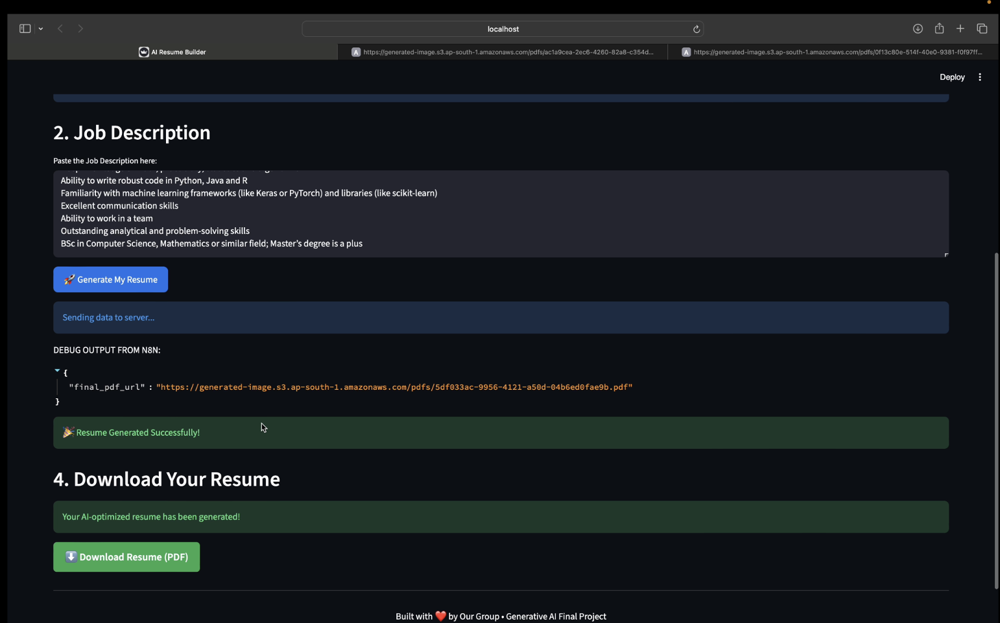 localhost
AI Resume Builder
https://generated-image.s3.ap-south-1.amazonaws.com/pdfs/ac1a9cea-2ec6-4260-82a8-c354d...
https://generated-image.s3.ap-south-1.amazonaws.com/pdfs/0f13c80e-514f-40e0-9381-f0f97ff...
Deploy
2. Job Description
Paste the Job Description here:
Ability to write robust code in Python, Java and R
Familiarity with machine learning frameworks (like Keras or PyTorch) and libraries (like scikit-learn)
Excellent communication skills
Ability to work in a team
Outstanding analytical and problem-solving skills
BSc in Computer Science, Mathematics or similar field; Master’s degree is a plus
🚀 Generate My Resume
Sending data to server...
DEBUG OUTPUT FROM N8N:
{
"final_pdf_url" : "https://generated-image.s3.ap-south-1.amazonaws.com/pdfs/5df033ac-9956-4121-a50d-04b6ed0fae9b.pdf"
}
🎉 Resume Generated Successfully!
4. Download Your Resume
Your AI-optimized resume has been generated!
⬇️ Download Resume (PDF)
Built with ❤️ by Our Group • Generative AI Final Project